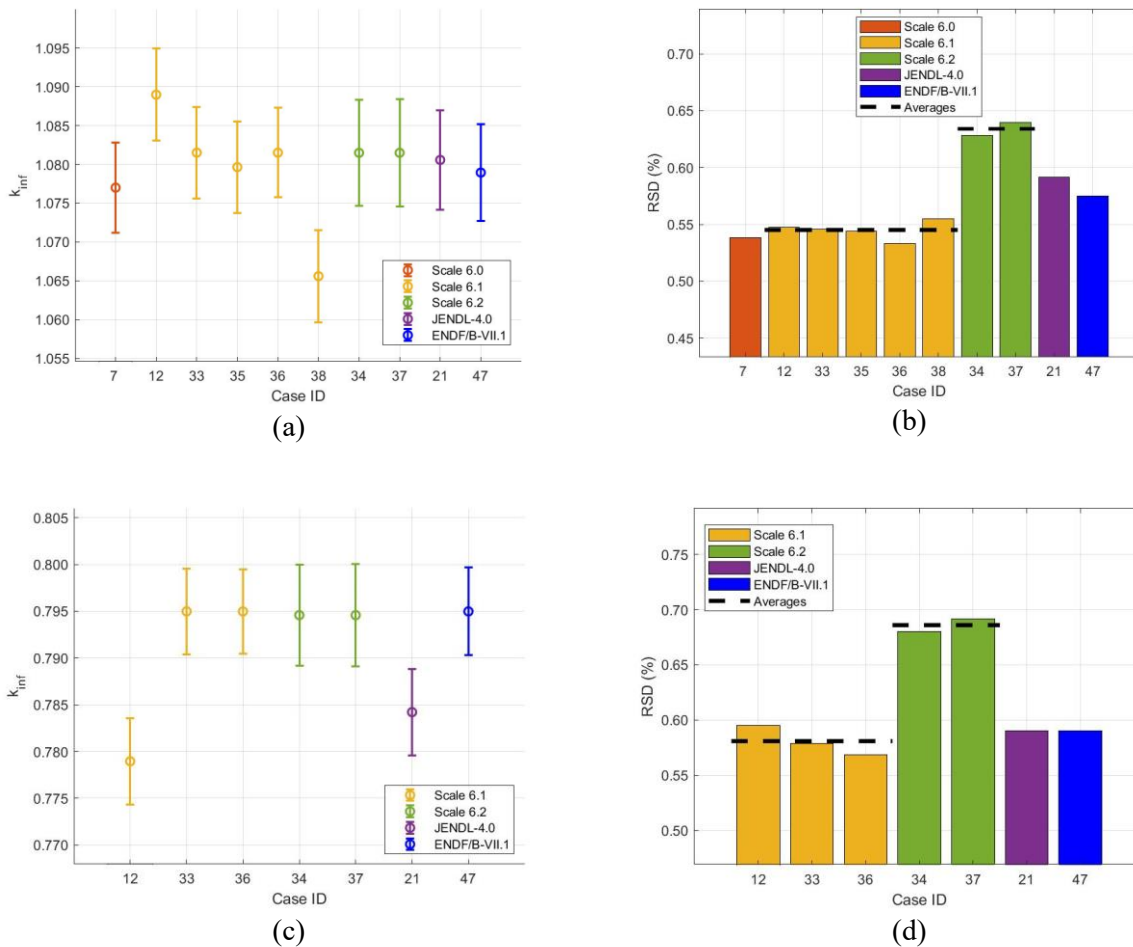 1.095
1.090
1.085
1.080
1.075
1.070
1.065
1.060
1.055
k_inf
Scale 6.0
Scale 6.1
Scale 6.2
JENDL-4.0
ENDF/B-VII.1
7 12 33 35 36 38 34 37 21 47
Case ID
(a)
0.70
0.65
0.60
0.55
0.50
0.45
RSD (%)
Scale 6.0
Scale 6.1
Scale 6.2
JENDL-4.0
ENDF/B-VII.1
Averages
7 12 33 35 36 38 34 37 21 47
Case ID
(b)
0.805
0.800
0.795
0.790
0.785
0.780
0.775
0.770
k_inf
Scale 6.1
Scale 6.2
JENDL-4.0
ENDF/B-VII.1
12 33 36 34 37 21 47
Case ID
(c)
0.75
0.70
0.65
0.60
0.55
0.50
RSD (%)
Scale 6.1
Scale 6.2
JENDL-4.0
ENDF/B-VII.1
Averages
12 33 36 34 37 21 47
Case ID
(d)